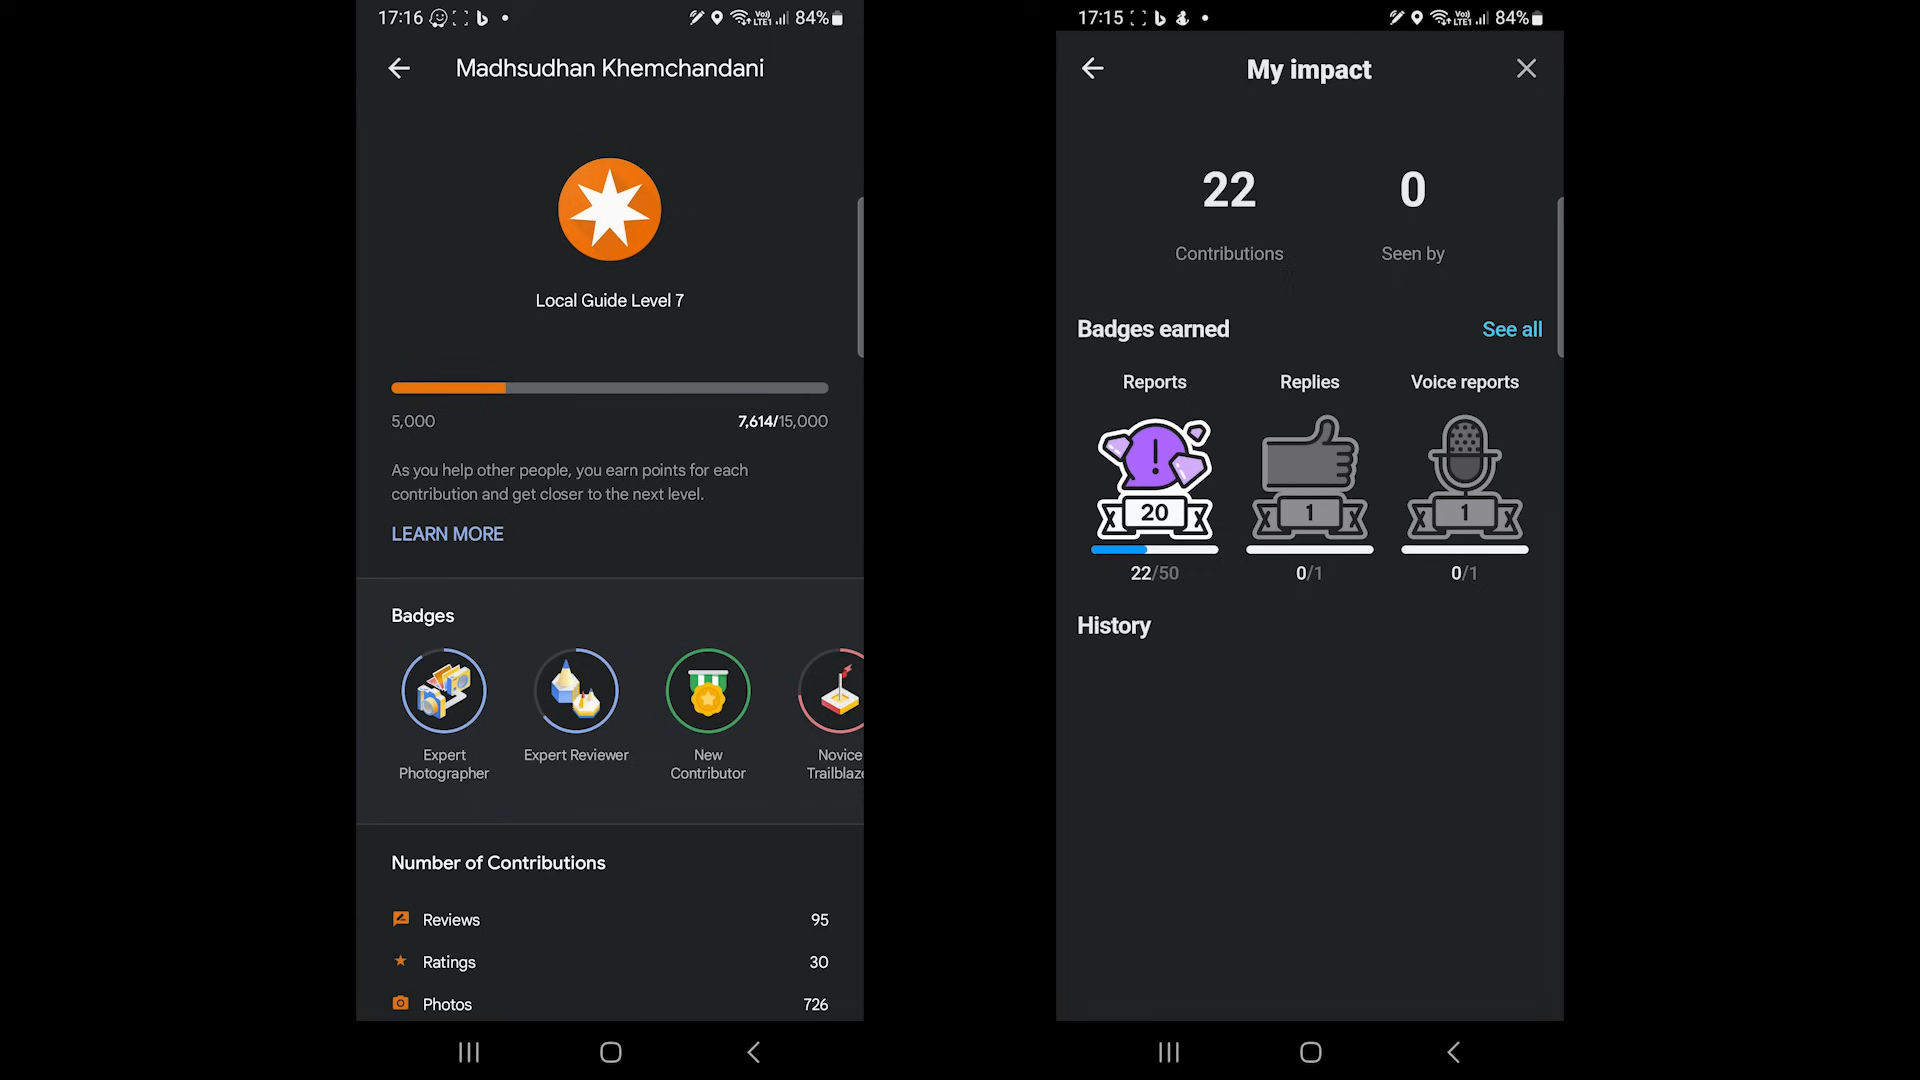 17:16
84%
Madhsudhan Khemchandani
Local Guide Level 7
5,000
7,614/15,000
As you help other people, you earn points for each
contribution and get closer to the next level.
LEARN MORE
Badges
Expert
Photographer
Expert Reviewer
New
Contributor
Novice
Trailblaze
Number of Contributions
Reviews 95
Ratings 30
Photos 726
17:15
84%
My impact
22 0
Contributions Seen by
Badges earned See all
Reports Replies Voice reports
20 1 1
22/50 0/1 0/1
History